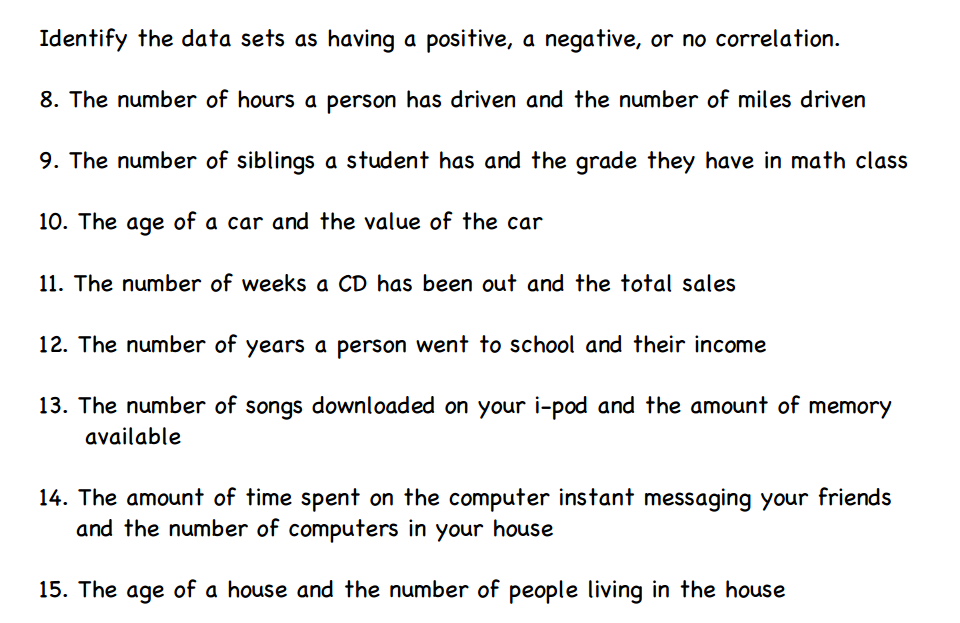 Identify the data sets as having a positive, a negative, or no correlation.
8. The number of hours a person has driven and the number of miles driven
9. The number of siblings a student has and the grade they have in math class
10. The age of a car and the value of the car
11. The number of weeks a CD has been out and the total sales
12. The number of years a person went to school and their income
13. The number of songs downloaded on your i-pod and the amount of memory
available
14. The amount of time spent on the computer instant messaging your friends
and the number of computers in your house
15. The age of a house and the number of people living in the house